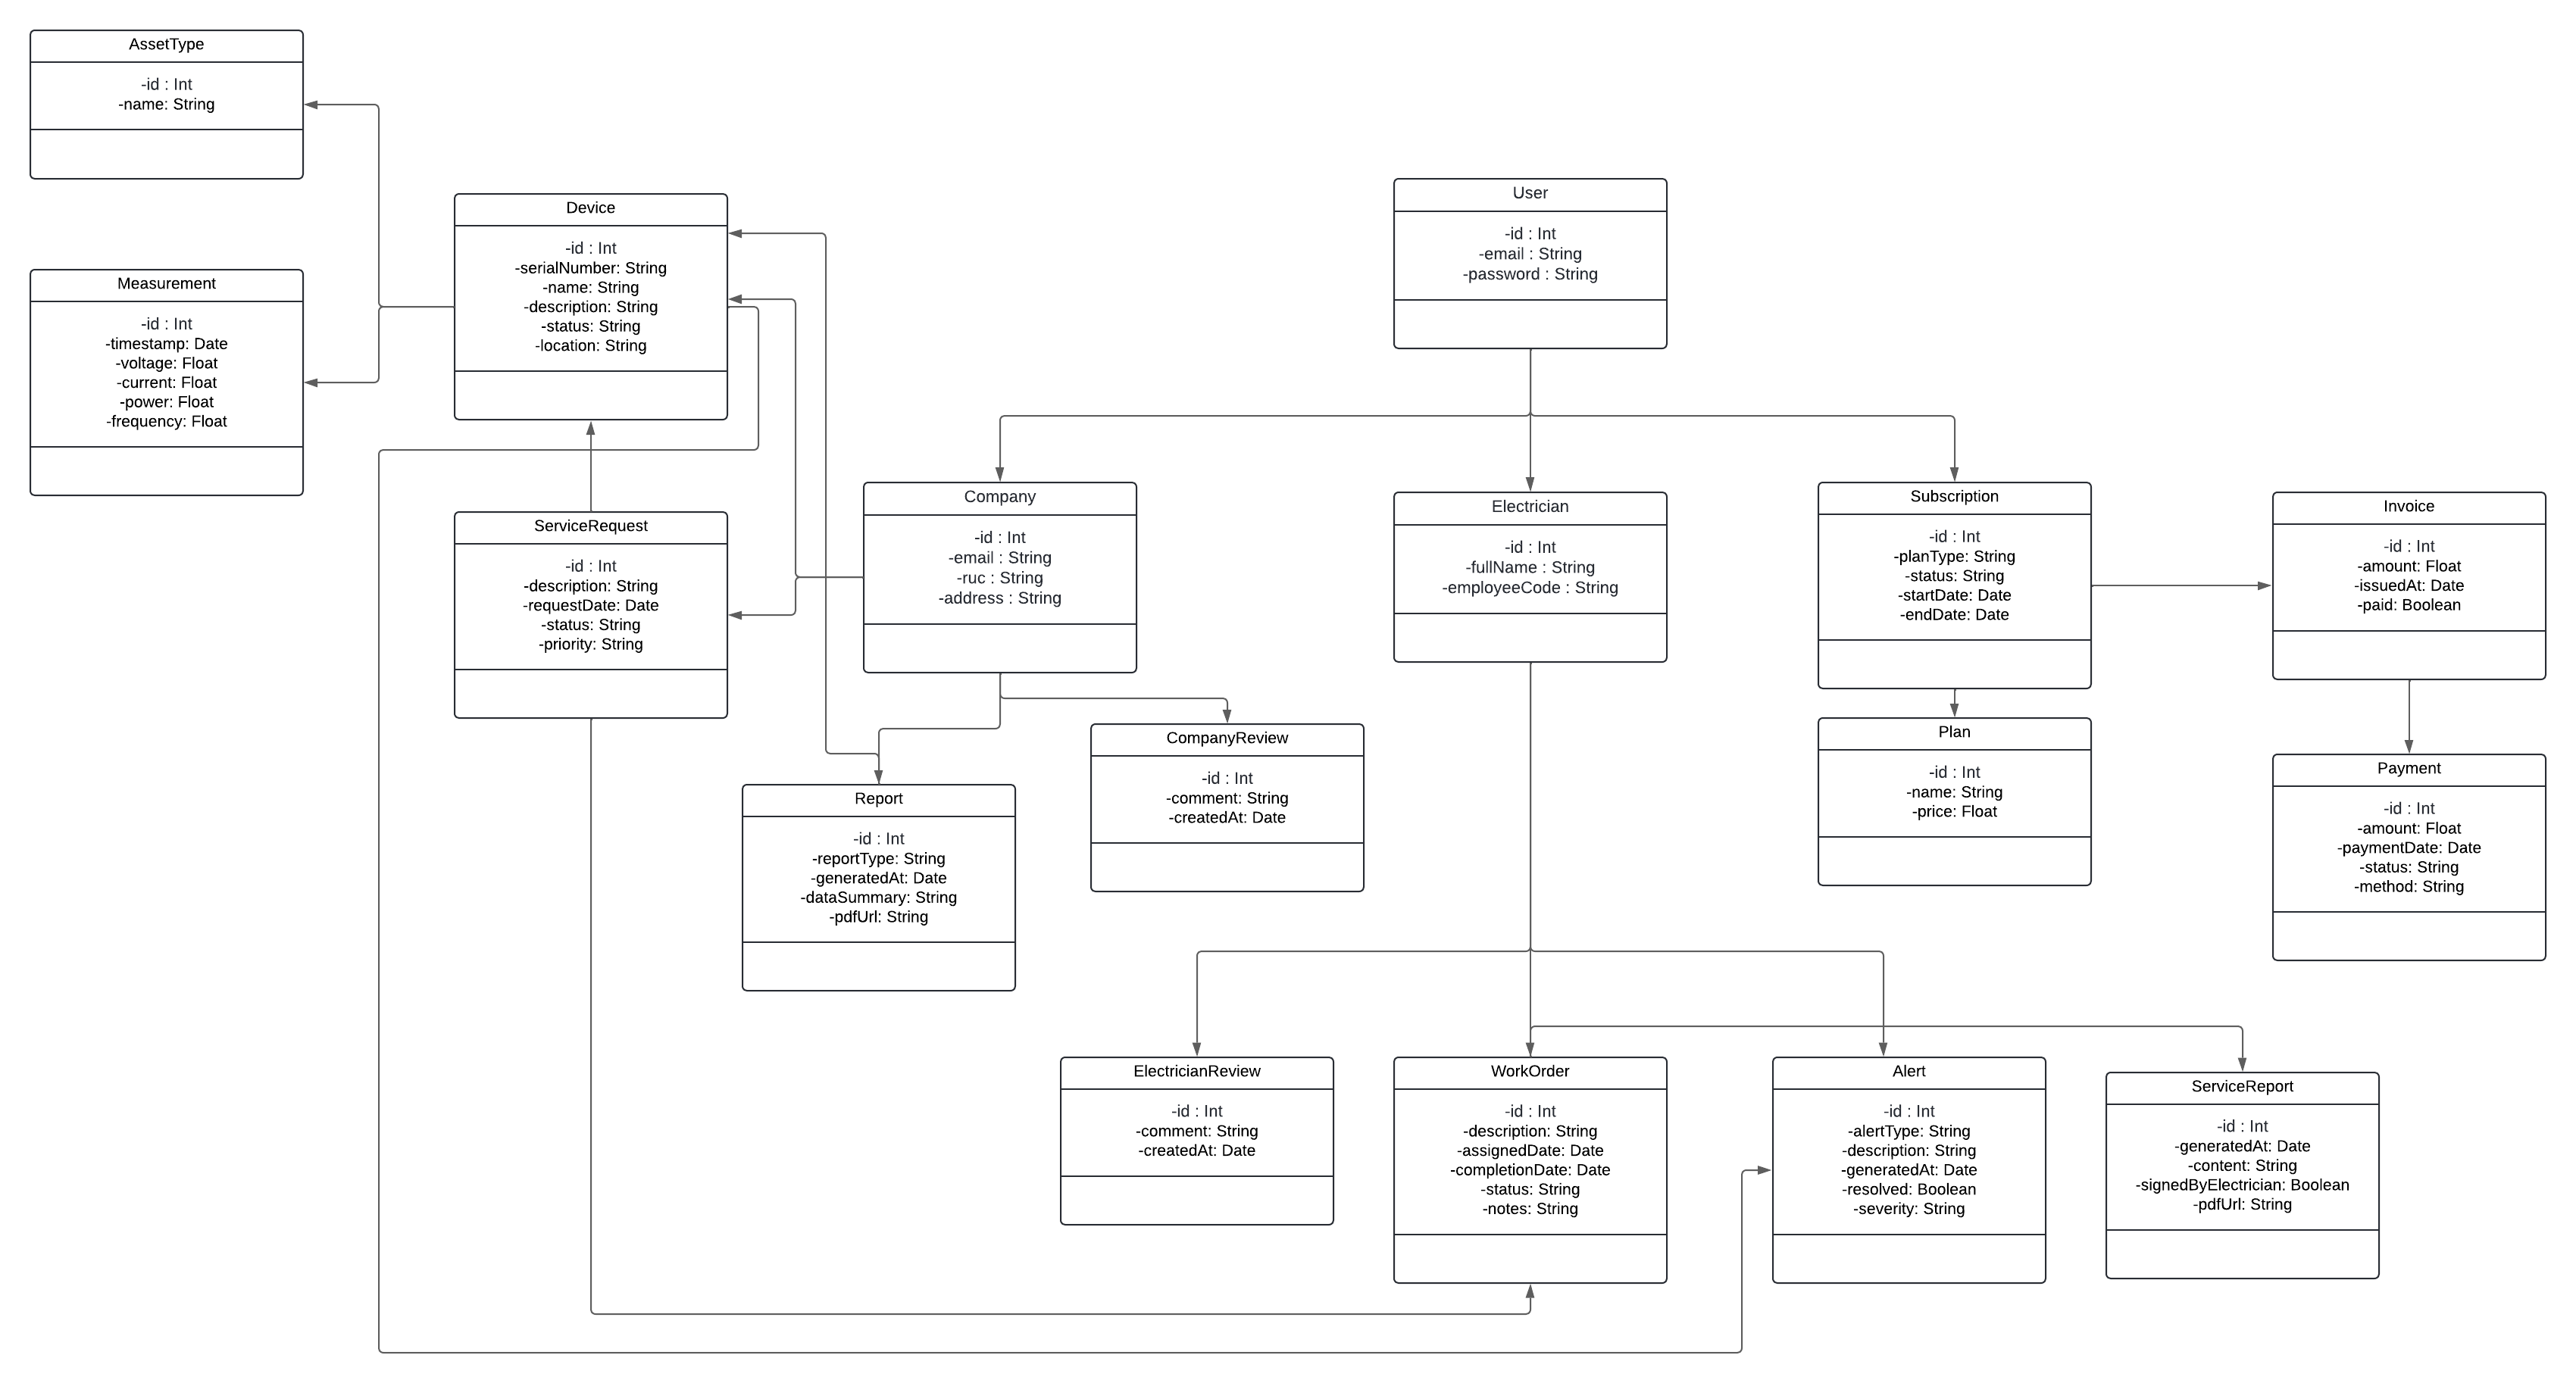 AssetType
-id : Int
-name: String
Measurement
-id : Int
-timestamp: Date
-voltage: Float
-current: Float
-power: Float
-frequency: Float
Device
-id : Int
-serialNumber: String
-name: String
-description: String
-status: String
-location: String
ServiceRequest
-id : Int
-description: String
-requestDate: Date
-status: String
-priority: String
User
-id : Int
-email : String
-password : String
Company
-id : Int
-email : String
-ruc : String
-address : String
Electrician
-id : Int
-fullName : String
-employeeCode : String
Subscription
-id : Int
-planType: String
-status: String
-startDate: Date
-endDate: Date
Invoice
-id : Int
-amount: Float
-issuedAt: Date
-paid: Boolean
CompanyReview
-id : Int
-comment: String
-createdAt: Date
Plan
-id : Int
-name: String
-price: Float
Payment
-id : Int
-amount: Float
-paymentDate: Date
-status: String
-method: String
Report
-id : Int
-reportType: String
-generatedAt: Date
-dataSummary: String
-pdfUrl: String
ElectricianReview
-id : Int
-comment: String
-createdAt: Date
WorkOrder
-id : Int
-description: String
-assignedDate: Date
-completionDate: Date
-status: String
-notes: String
Alert
-id : Int
-alertType: String
-description: String
-generatedAt: Date
-resolved: Boolean
-severity: String
ServiceReport
-id : Int
-generatedAt: Date
-content: String
-signedByElectrician: Boolean
-pdfUrl: String